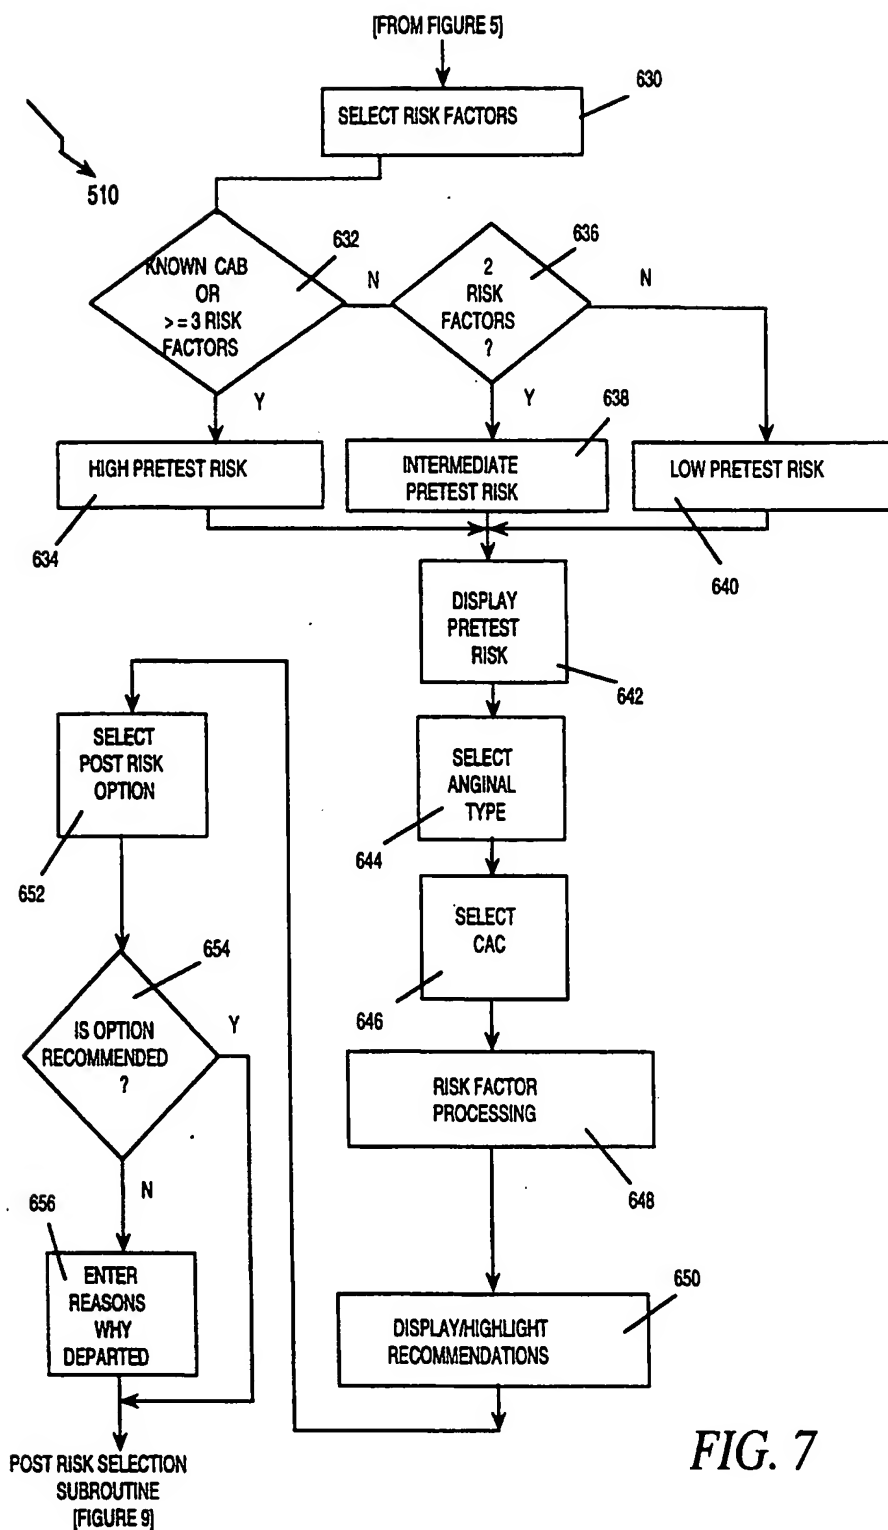 [FROM FIGURE 5]
630
SELECT RISK FACTORS
510
632
KNOWN CAB
OR
> = 3 RISK
FACTORS
N
636
2
RISK
FACTORS
?
N
Y
Y
638
HIGH PRETEST RISK
INTERMEDIATE
PRETEST RISK
LOW PRETEST RISK
634
640
DISPLAY
PRETEST
RISK
642
SELECT
POST RISK
OPTION
SELECT
ANGINAL
TYPE
644
652
SELECT
CAC
654
646
IS OPTION
RECOMMENDED
?
Y
RISK FACTOR
PROCESSING
N
648
656
ENTER
REASONS
WHY
DEPARTED
650
DISPLAY/HIGHLIGHT
RECOMMENDATIONS
POST RISK SELECTION
SUBROUTINE
[FIGURE 9]
FIG. 7